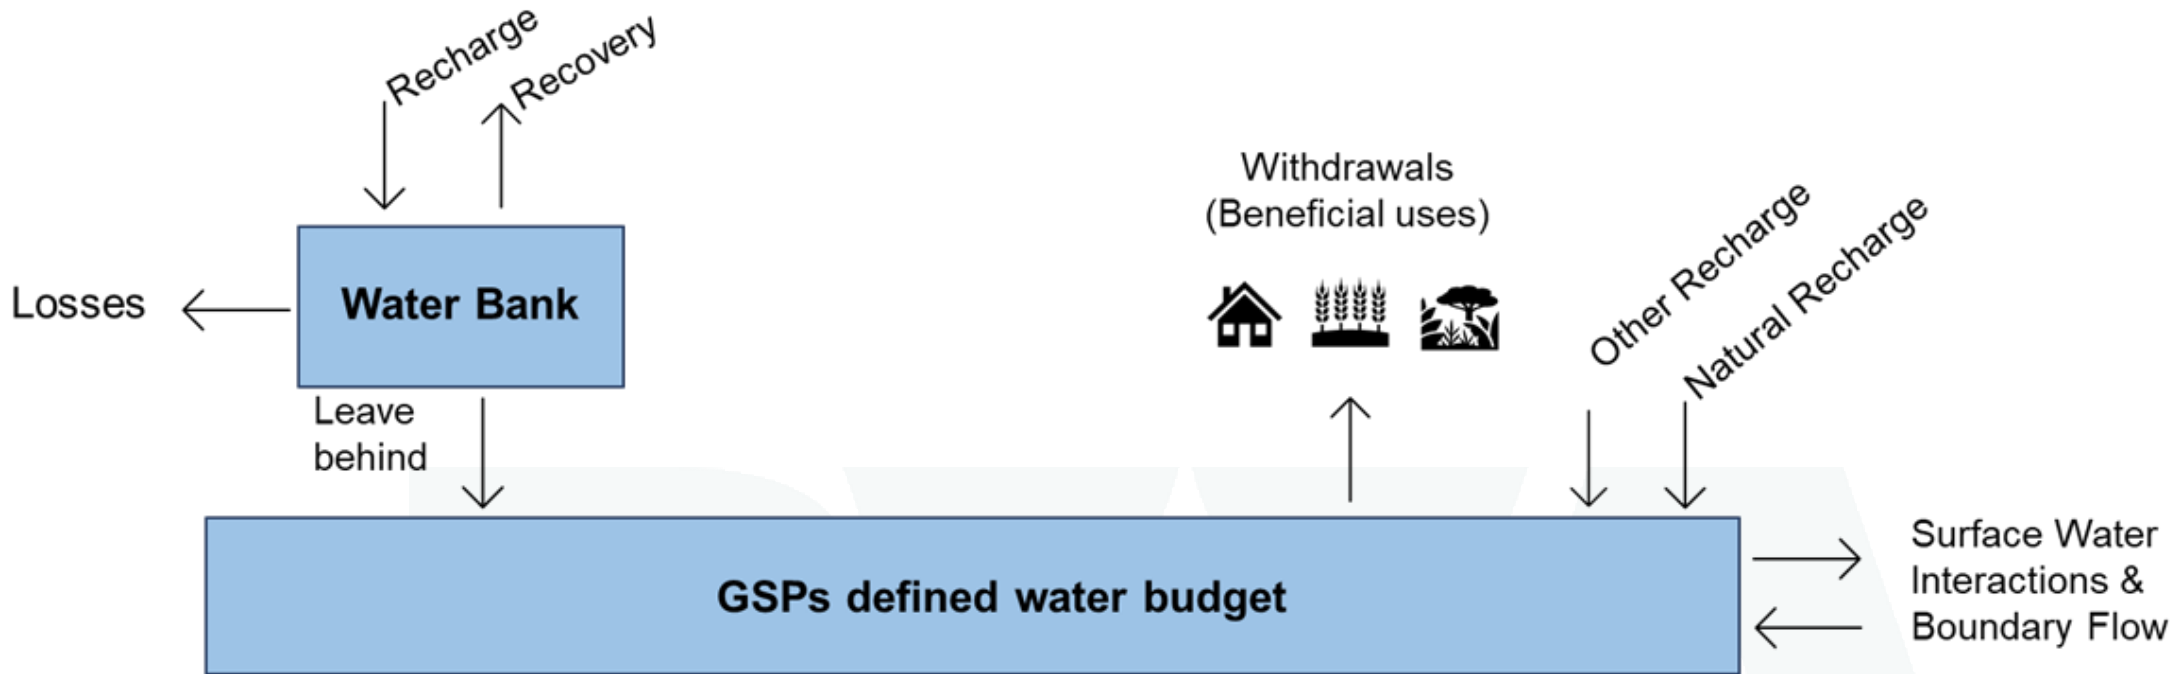 Recharge
Recovery
Withdrawals
(Beneficial uses)
Other Recharge
Natural Recharge
Losses
Water Bank
Leave
behind
GSPs defined water budget
Surface Water
Interactions &
Boundary Flow